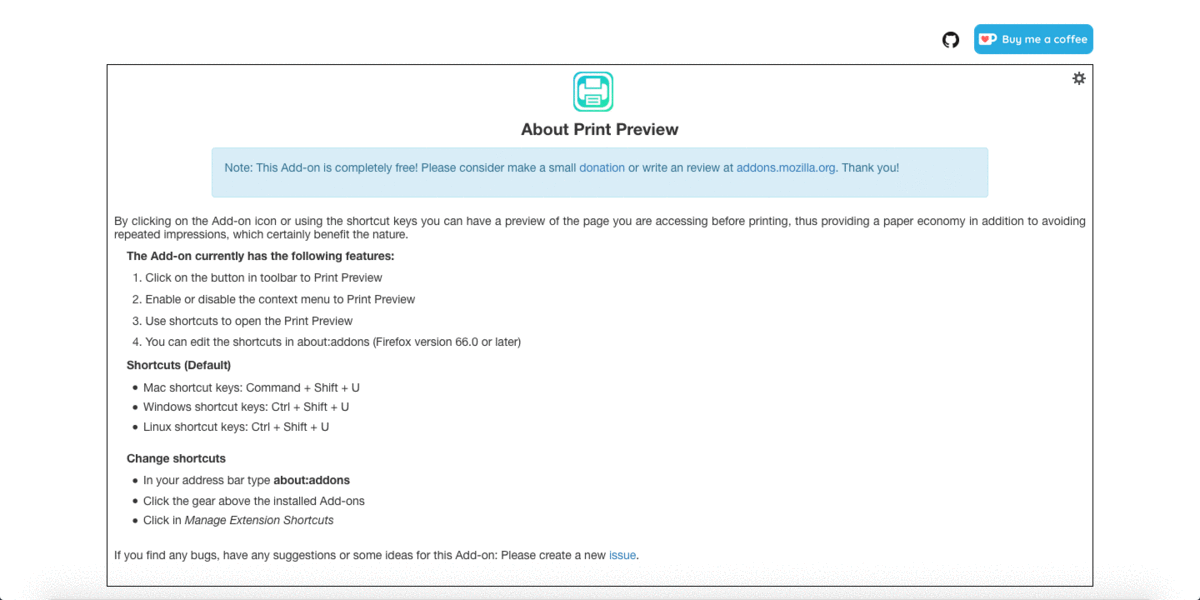 Buy me a coffee
About Print Preview
Note: This Add-on is completely free! Please consider make a small donation or write an review at addons.mozilla.org. Thank you!
By clicking on the Add-on icon or using the shortcut keys you can have a preview of the page you are accessing before printing, thus providing a paper economy in addition to avoiding
repeated impressions, which certainly benefit the nature.
The Add-on currently has the following features:
1. Click on the button in toolbar to Print Preview
2. Enable or disable the context menu to Print Preview
3. Use shortcuts to open the Print Preview
4. You can edit the shortcuts in about:addons (Firefox version 66.0 or later)
Shortcuts (Default)
• Mac shortcut keys: Command + Shift + U
• Windows shortcut keys: Ctrl + Shift + U
• Linux shortcut keys: Ctrl + Shift + U
Change shortcuts
• In your address bar type about:addons
• Click the gear above the installed Add-ons
• Click in Manage Extension Shortcuts
If you find any bugs, have any suggestions or some ideas for this Add-on: Please create a new issue.